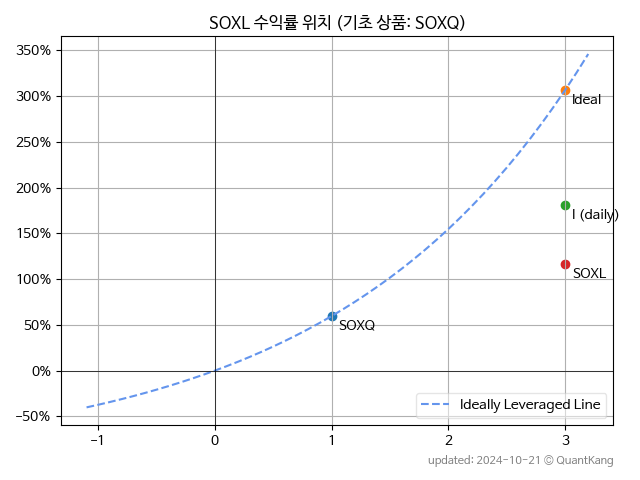 SOXL 수익률 위치 (기초 상품: SOXQ)
350%
300%
250%
200%
150%
100%
50%
0%
−50%
Ideal
I (daily)
SOXL
SOXQ
Ideally Leveraged Line
−1
0
1
2
3
updated: 2024-10-21 © QuantKang